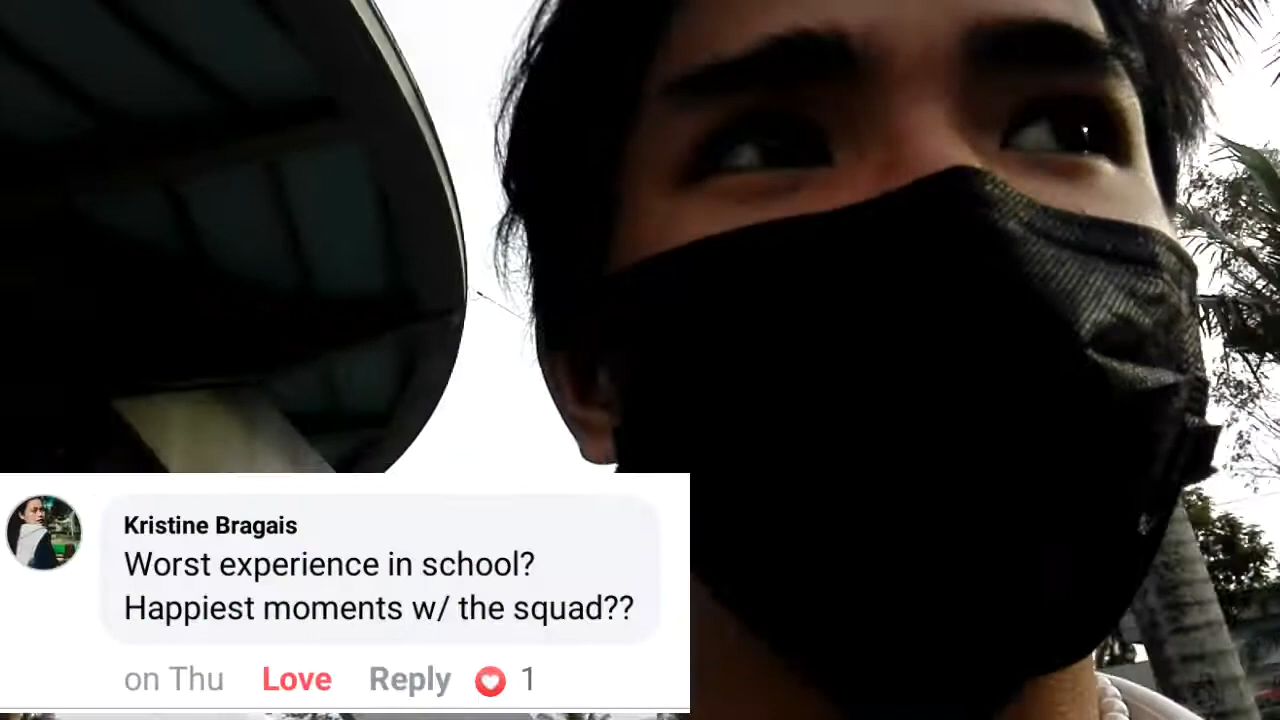 Kristine Bragais
Worst experience in school?
Happiest moments w/ the squad??
on Thu Love Reply 1